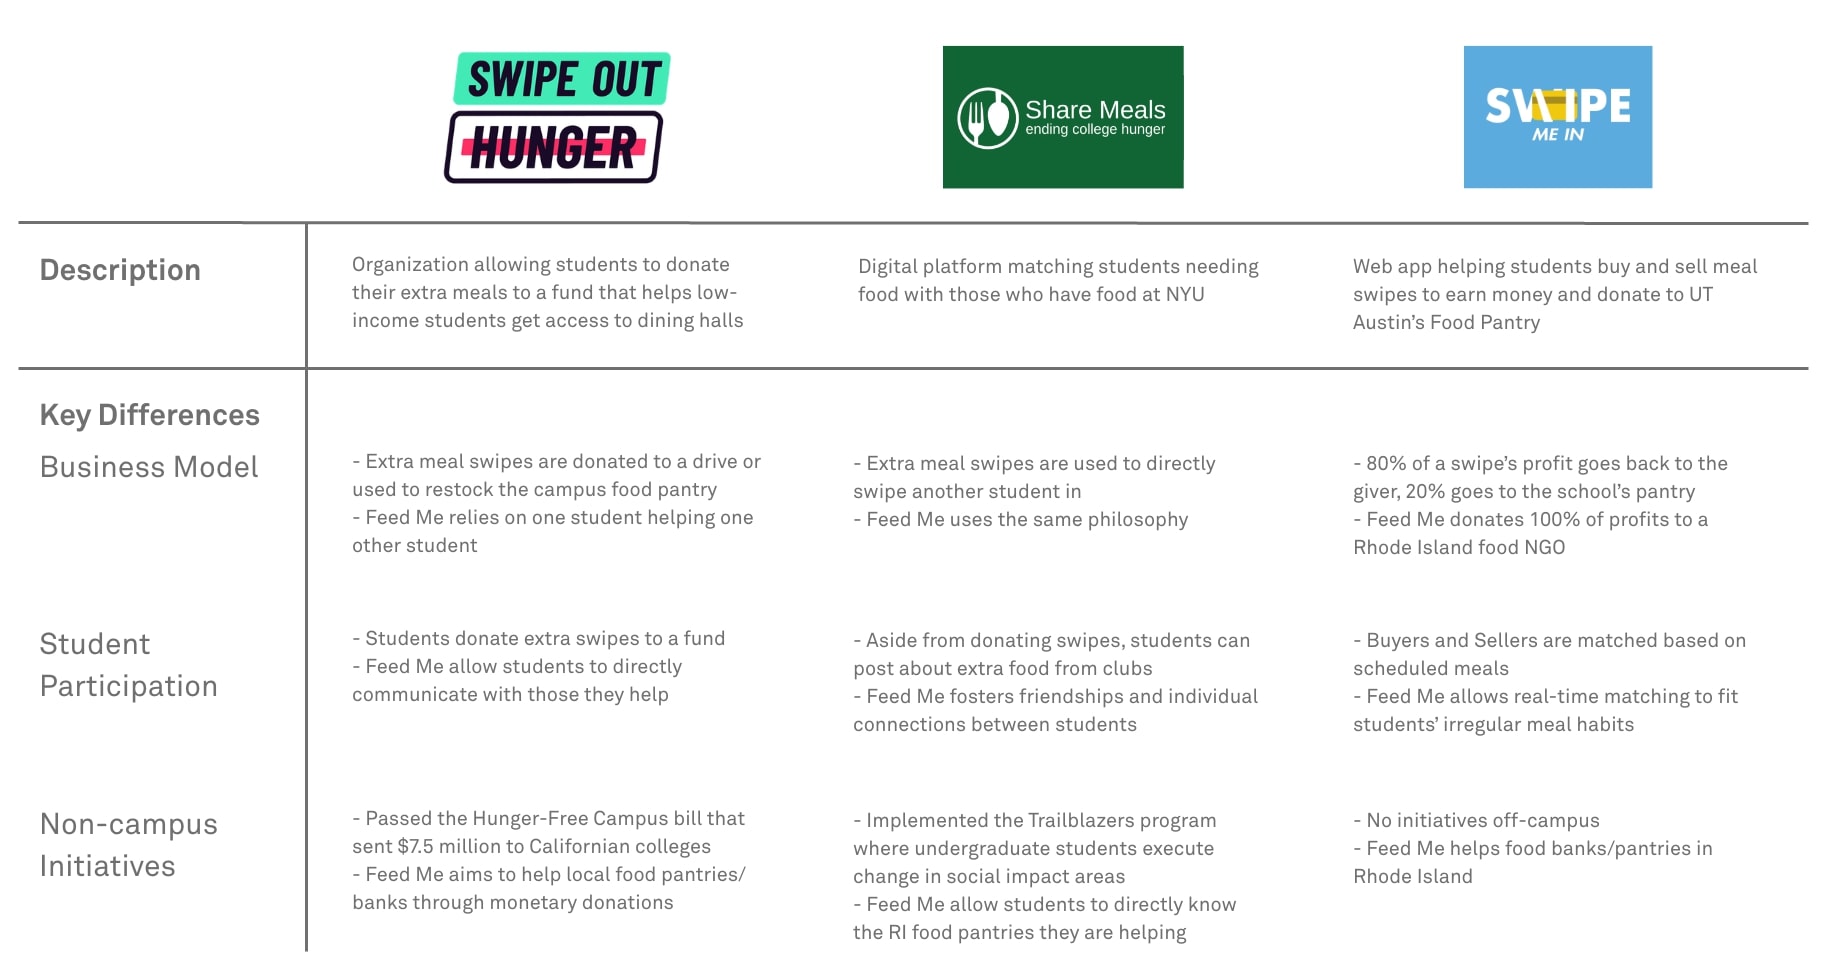 SWIPE OUT
HUNGER
Share Meals
ending college hunger
SWIPE
ME IN
Description
Organization allowing students to donate
their extra meals to a fund that helps low-
income students get access to dining halls
Digital platform matching students needing
food with those who have food at NYU
Web app helping students buy and sell meal
swipes to earn money and donate to UT
Austin’s Food Pantry
Key Differences
Business Model
- Extra meal swipes are donated to a drive or
used to restock the campus food pantry
- Feed Me relies on one student helping one
other student
- Extra meal swipes are used to directly
swipe another student in
- Feed Me uses the same philosophy
- 80% of a swipe’s profit goes back to the
giver, 20% goes to the school’s pantry
- Feed Me donates 100% of profits to a
Rhode Island food NGO
Student
Participation
- Students donate extra swipes to a fund
- Feed Me allow students to directly
communicate with those they help
- Aside from donating swipes, students can
post about extra food from clubs
- Feed Me fosters friendships and individual
connections between students
- Buyers and Sellers are matched based on
scheduled meals
- Feed Me allows real-time matching to fit
students’ irregular meal habits
Non-campus
Initiatives
- Passed the Hunger-Free Campus bill that
sent $7.5 million to Californian colleges
- Feed Me aims to help local food pantries/
banks through monetary donations
- Implemented the Trailblazers program
where undergraduate students execute
change in social impact areas
- Feed Me allow students to directly know
the RI food pantries they are helping
- No initiatives off-campus
- Feed Me helps food banks/pantries in
Rhode Island